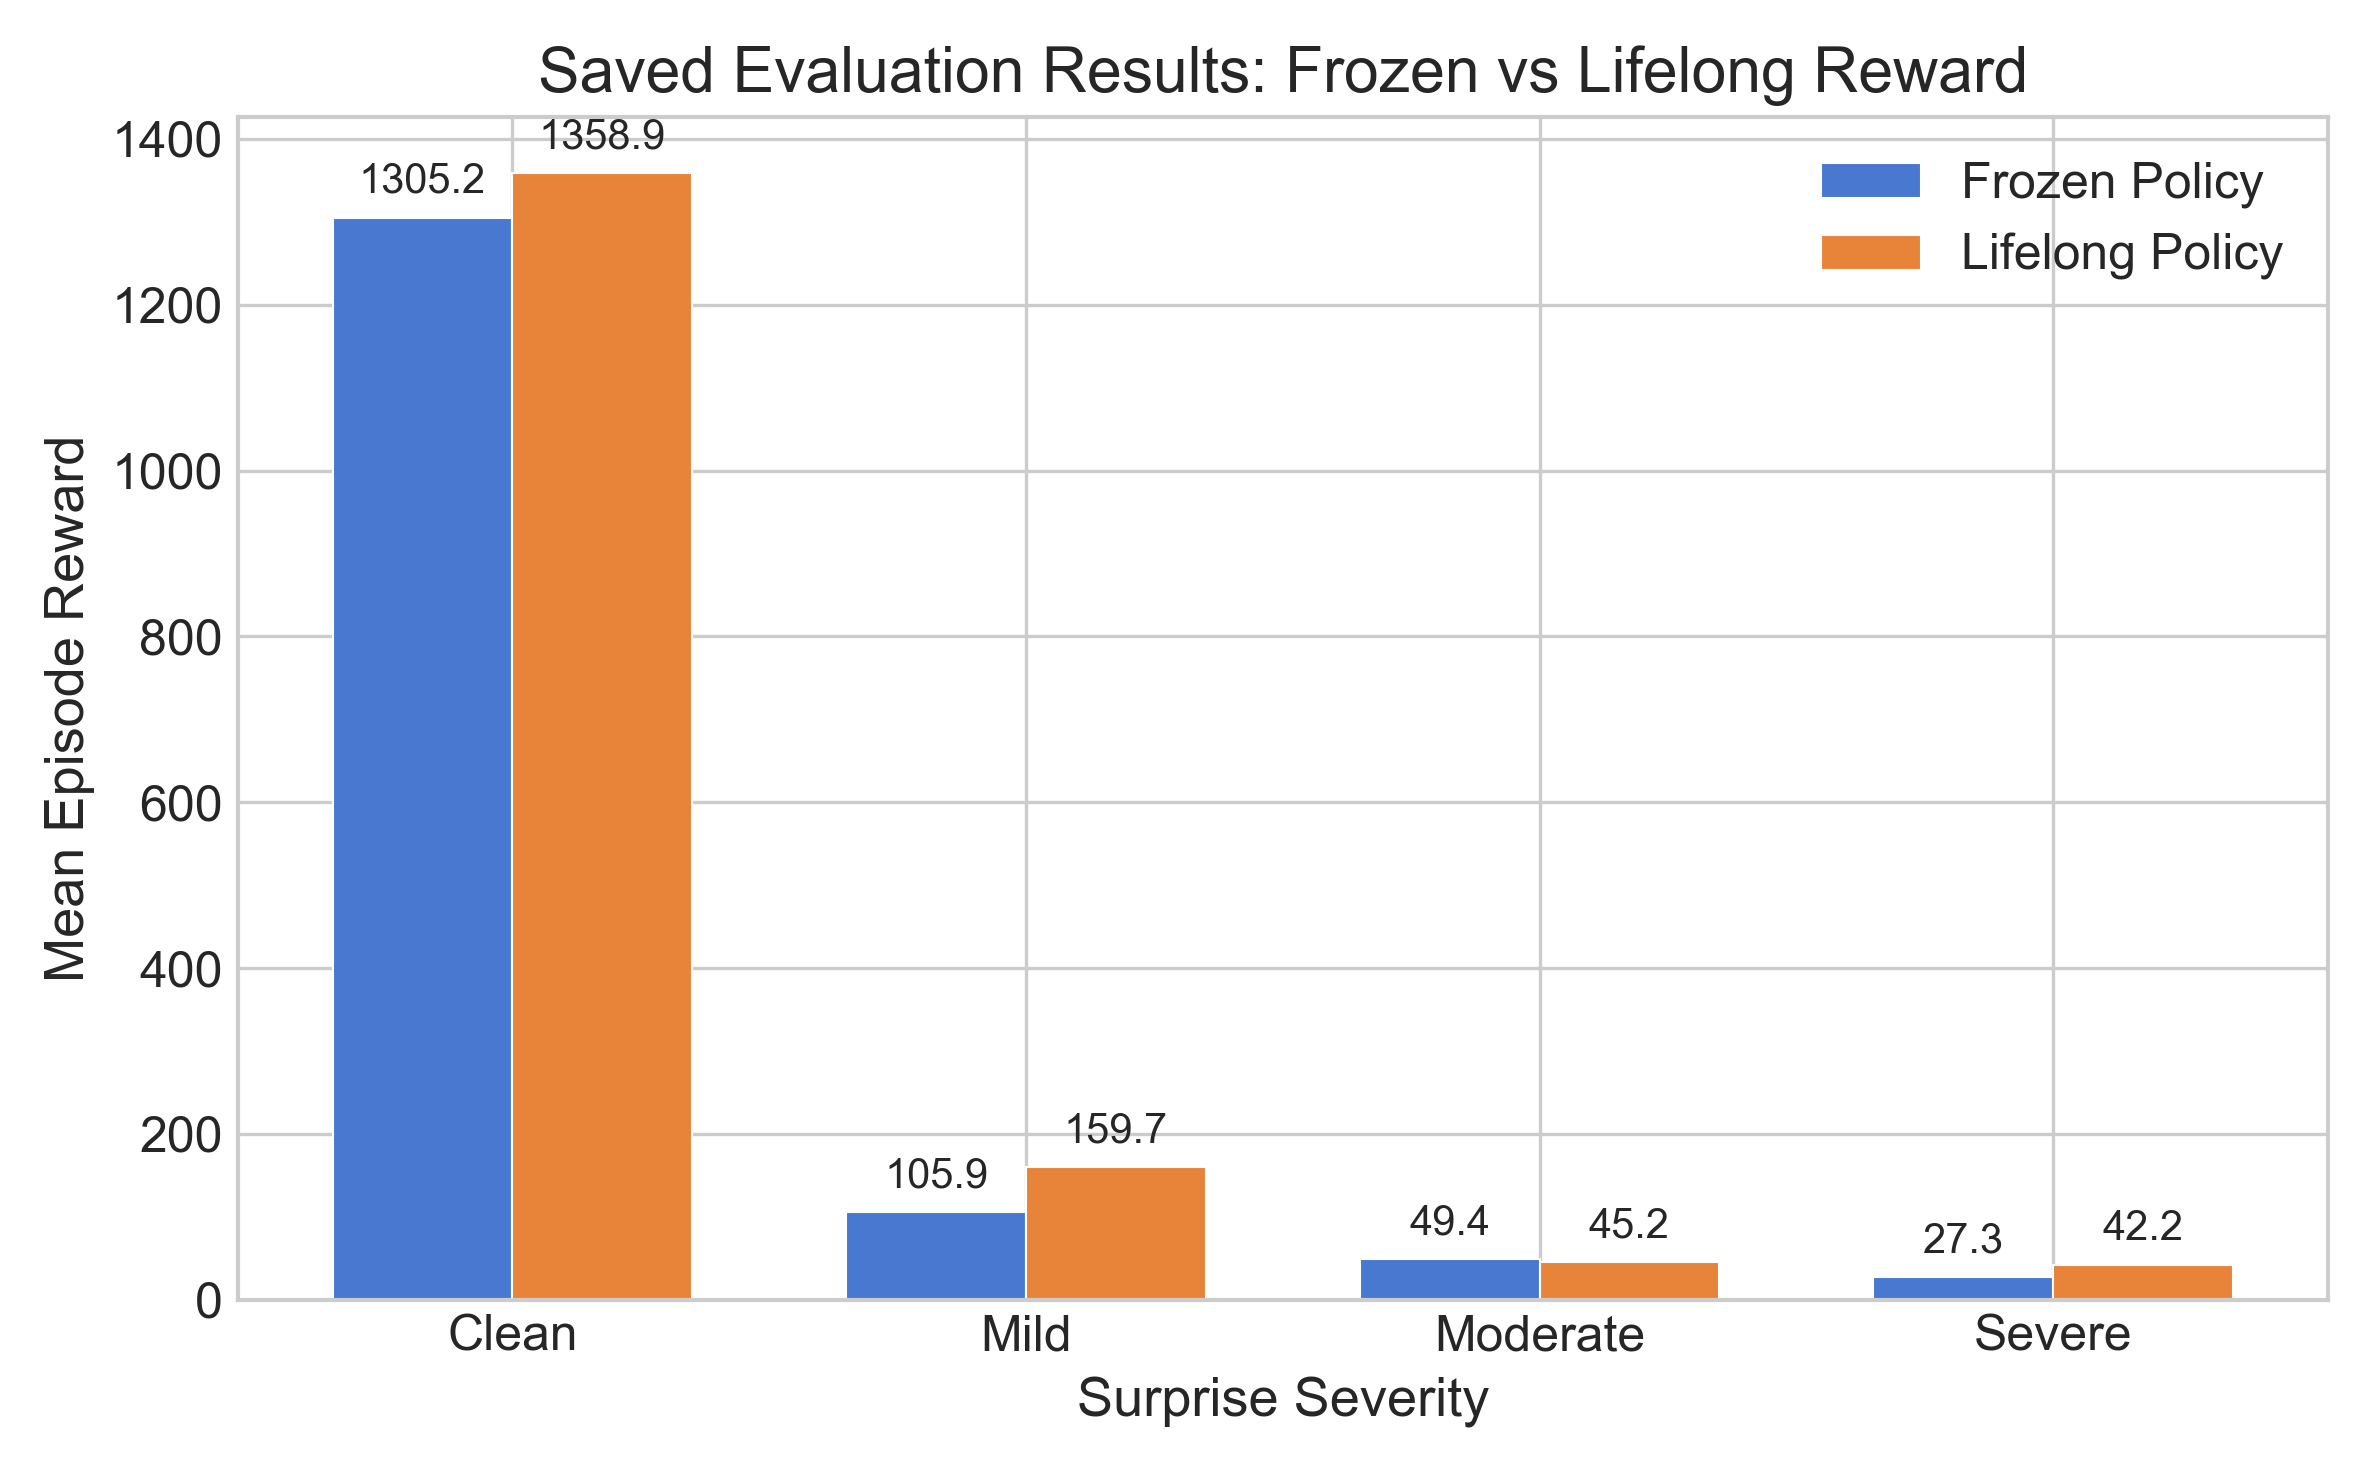 Saved Evaluation Results: Frozen vs Lifelong Reward
Mean Episode Reward
1400
1200
1000
800
600
400
200
0
1305.2
1358.9
105.9
159.7
49.4
45.2
27.3
42.2
Frozen Policy
Lifelong Policy
Clean
Mild
Moderate
Severe
Surprise Severity